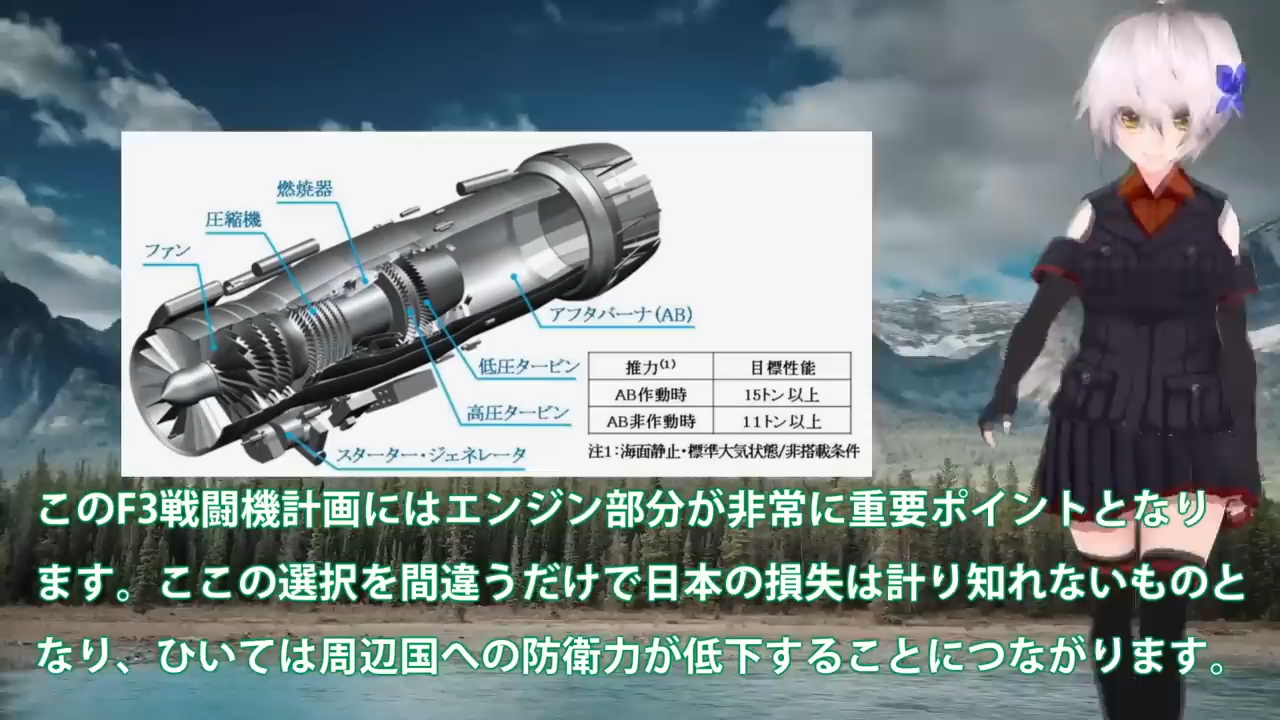 燃焼器
圧縮機
ファン
アフタバーナ(AB)
低圧タービン
高圧タービン
スターター・ジェネレータ
推力(1) 目標性能
AB作動時 15トン以上
AB非作動時 11トン以上
注1:海面静止・標準大気状態/非搭載条件
このF3戦闘機計画にはエンジン部分が非常に重要ポイントとなり
ます。ここの選択を間違うだけで日本の損失は計り知れないものと
なり、ひいては周辺国への防衛力が低下することにつながります。